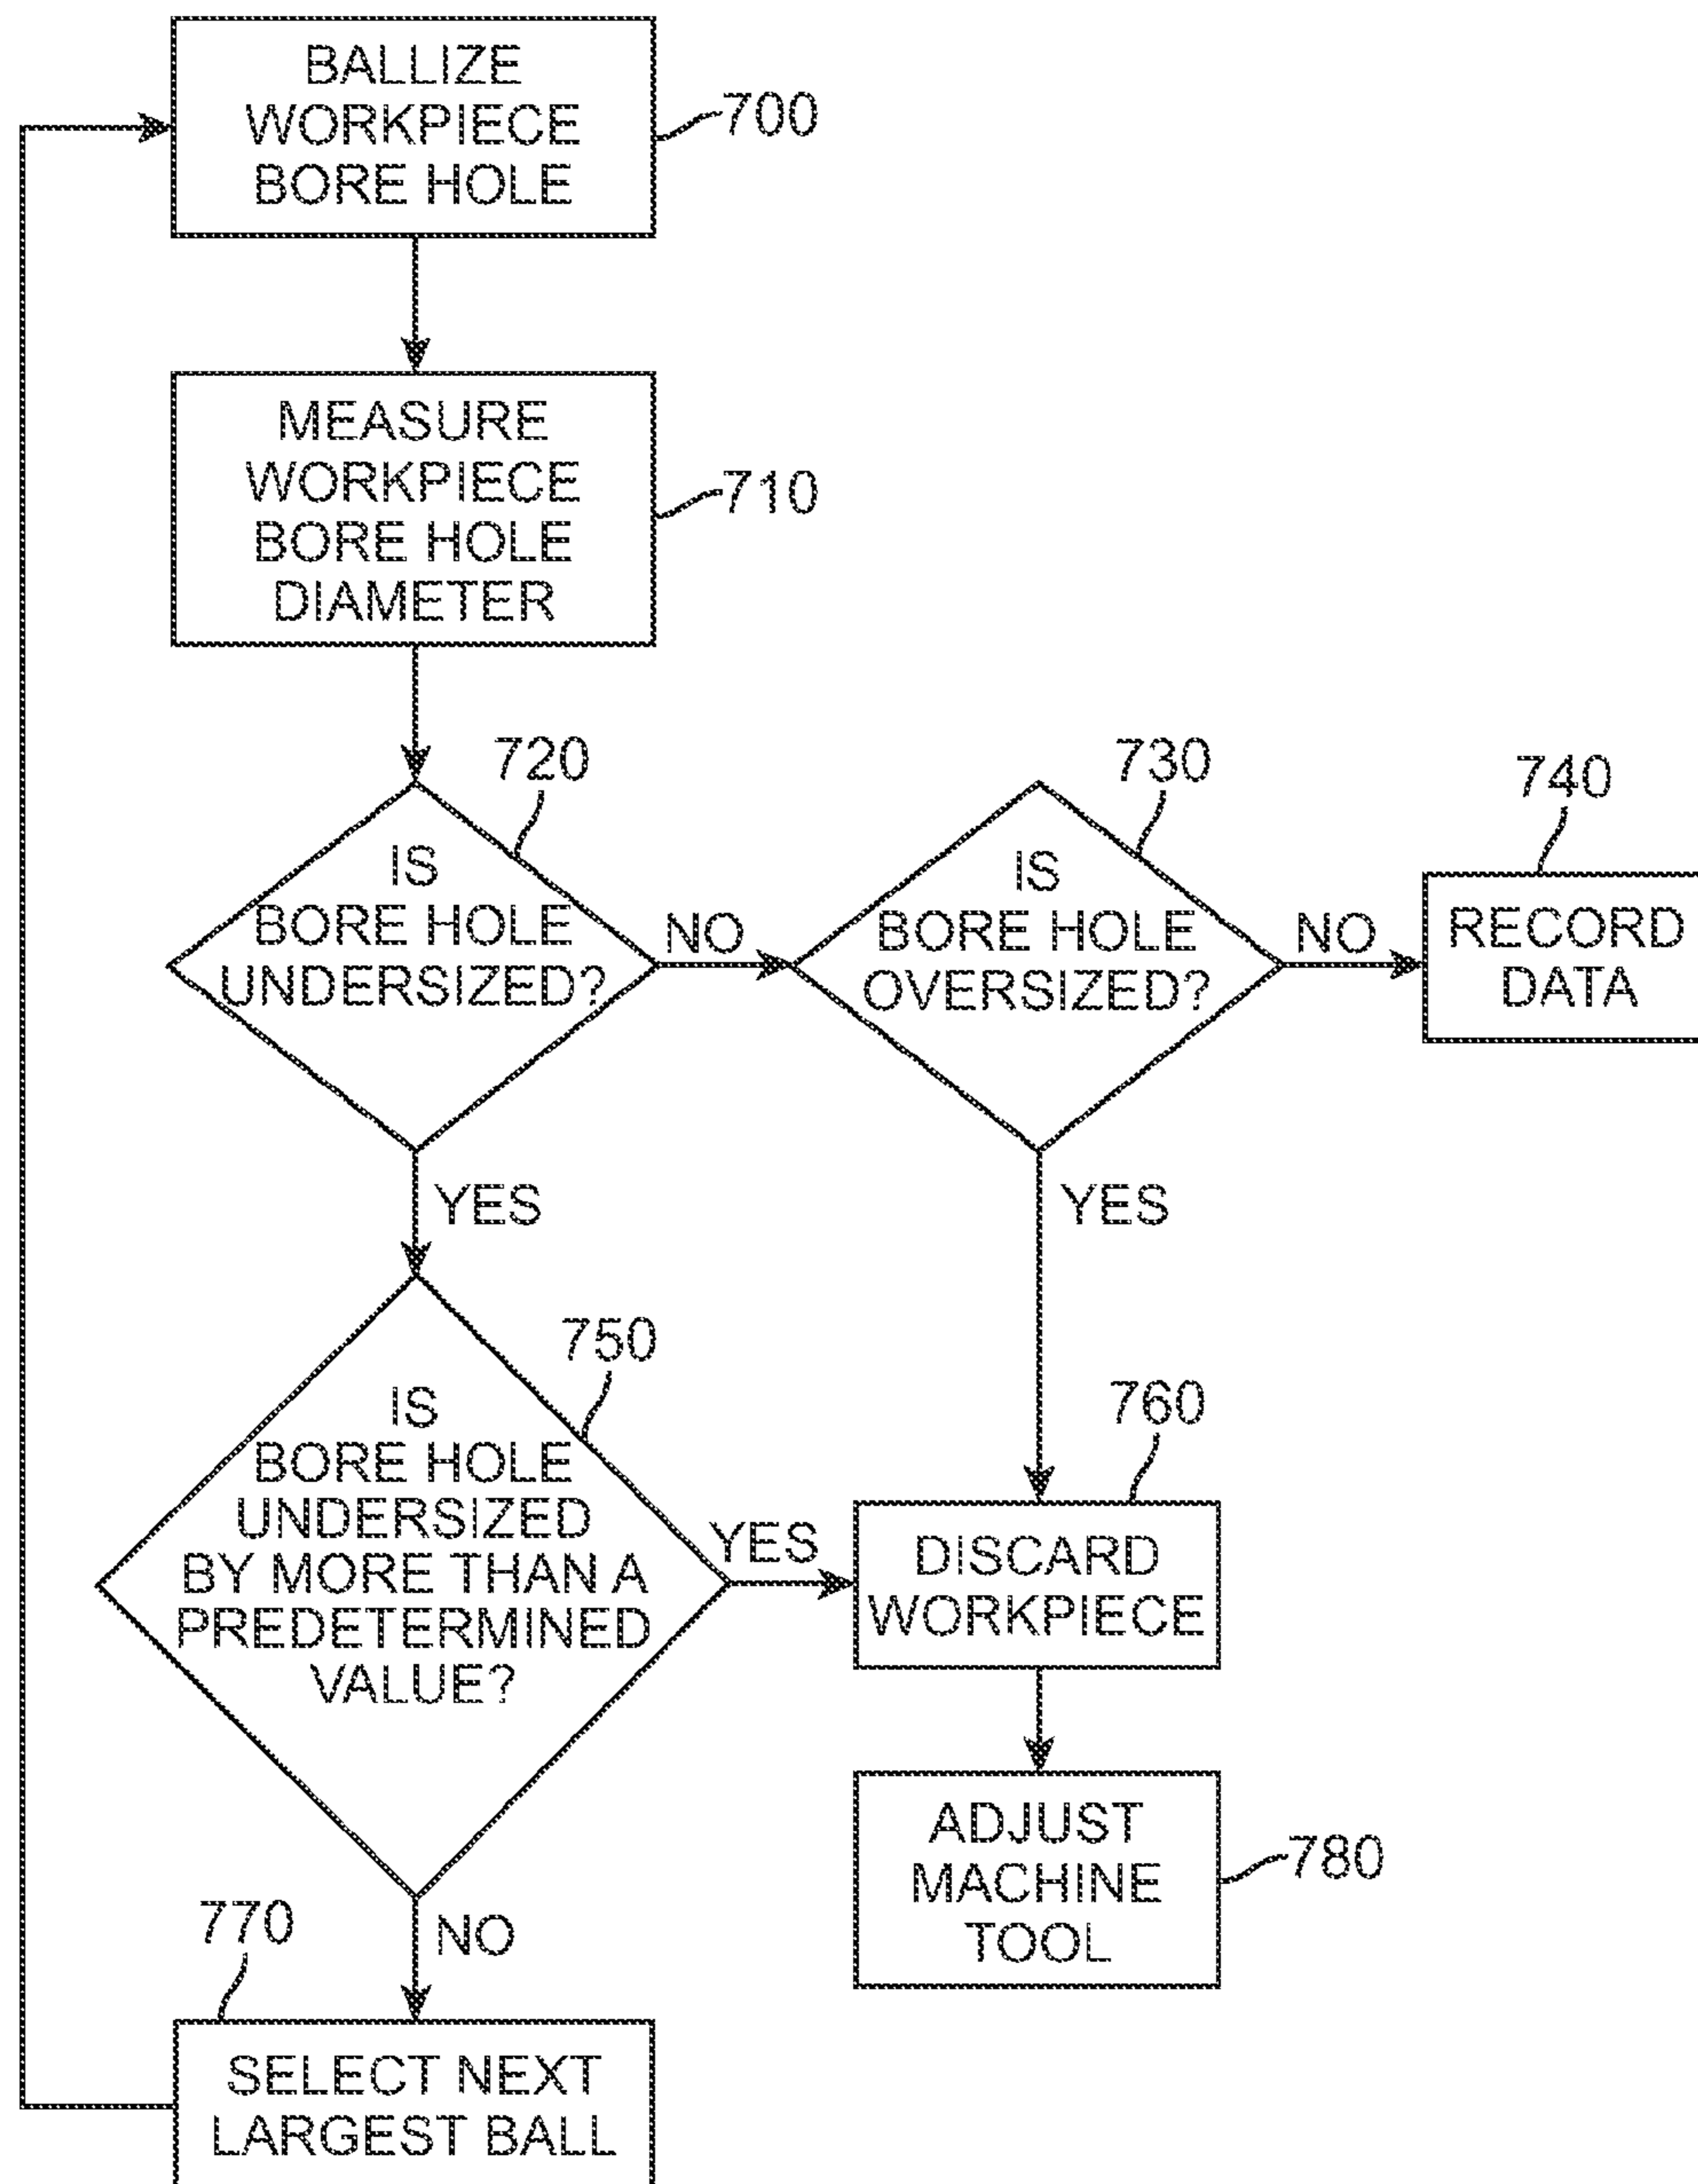 BALLIZE
WORKPIECE
BORE HOLE
700
MEASURE
WORKPIECE
BORE HOLE
DIAMETER
710
720
IS
BORE HOLE
UNDERSIZED?
NO
730
IS
BORE HOLE
OVERSIZED?
NO
740
RECORD
DATA
YES
YES
750
IS
BORE HOLE
UNDERSIZED
BY MORE THAN A
PREDETERMINED
VALUE?
YES
760
DISCARD
WORKPIECE
ADJUST
MACHINE
TOOL
780
NO
770
SELECT NEXT
LARGEST BALL